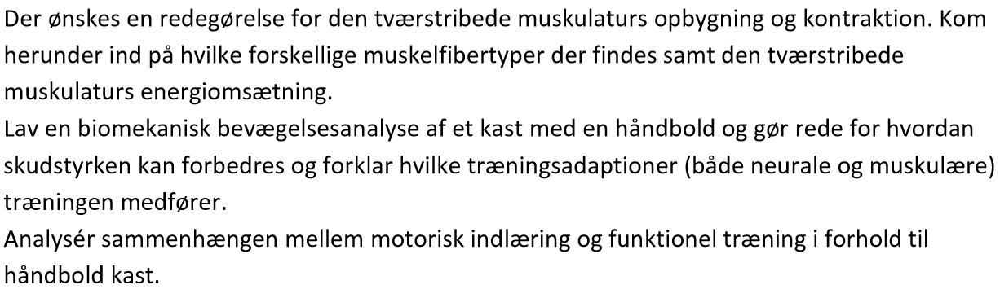 Der ønskes en redegørelse for den tværstribede muskulaturs opbygning og kontraktion. Kom
herunder ind på hvilke forskellige muskelfibertyper der findes samt den tværstribede
muskulaturs energiomsætning.
Lav en biomekanisk bevægelsesanalyse af et kast med en håndbold og gør rede for hvordan
skudstyrken kan forbedres og forklar hvilke træningsadaptioner (både neurale og muskulære)
træningen medfører.
Analysér sammenhængen mellem motorisk indlæring og funktionel træning i forhold til
håndbold kast.